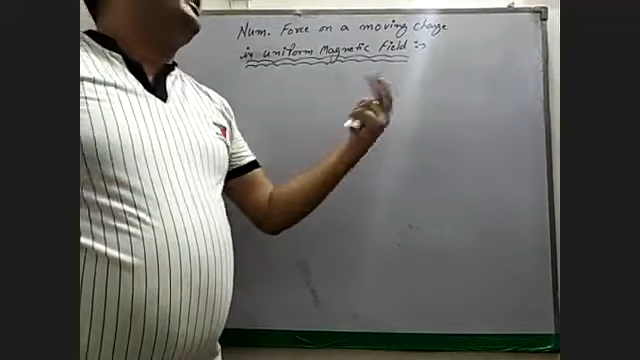 Num. Force on a moving charge
in uniform Magnetic Field :-